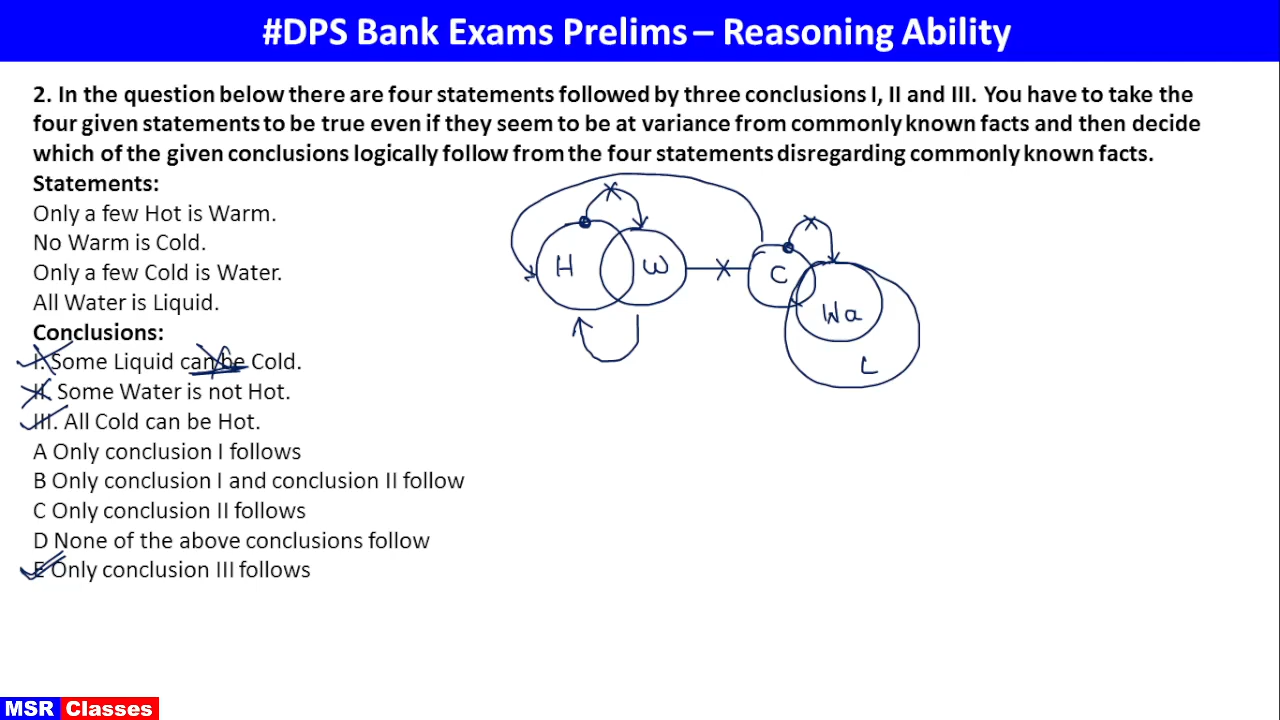 #DPS Bank Exams Prelims – Reasoning Ability
2. In the question below there are four statements followed by three conclusions I, II and III. You have to take the
four given statements to be true even if they seem to be at variance from commonly known facts and then decide
which of the given conclusions logically follow from the four statements disregarding commonly known facts.
Statements:
Only a few Hot is Warm.
No Warm is Cold.
Only a few Cold is Water.
All Water is Liquid.
Conclusions:
I. Some Liquid can be Cold.
II. Some Water is not Hot.
III. All Cold can be Hot.
A Only conclusion I follows
B Only conclusion I and conclusion II follow
C Only conclusion II follows
D None of the above conclusions follow
E Only conclusion III follows
H W C
Wa
L
MSR Classes